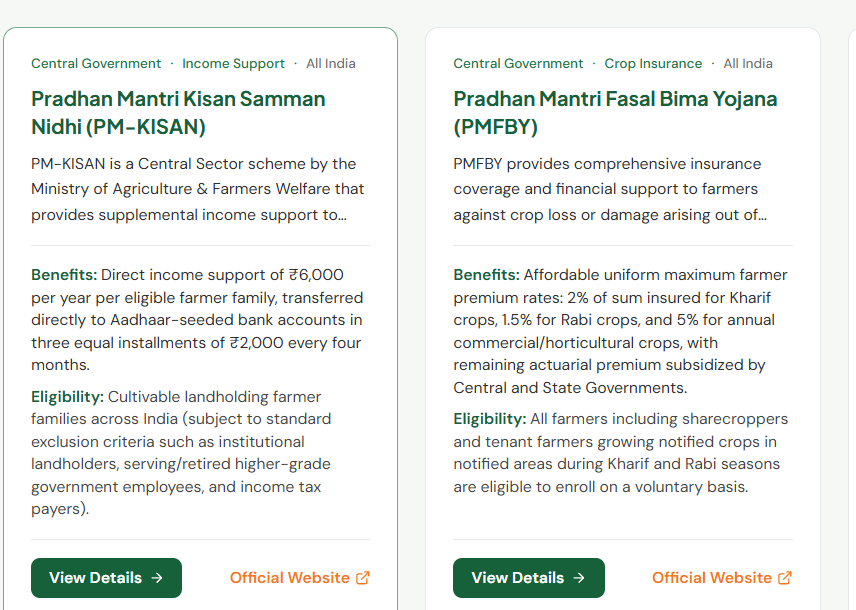 Central Government · Income Support · All India
Pradhan Mantri Kisan Samman
Nidhi (PM-KISAN)
PM-KISAN is a Central Sector scheme by the
Ministry of Agriculture & Farmers Welfare that
provides supplemental income support to...
Benefits: Direct income support of ₹6,000
per year per eligible farmer family, transferred
directly to Aadhaar-seeded bank accounts in
three equal installments of ₹2,000 every four
months.
Eligibility: Cultivable landholding farmer
families across India (subject to standard
exclusion criteria such as institutional
landholders, serving/retired higher-grade
government employees, and income tax
payers).
View Details →
Official Website
Central Government · Crop Insurance · All India
Pradhan Mantri Fasal Bima Yojana
(PMFBY)
PMFBY provides comprehensive insurance
coverage and financial support to farmers
against crop loss or damage arising out of...
Benefits: Affordable uniform maximum farmer
premium rates: 2% of sum insured for Kharif
crops, 1.5% for Rabi crops, and 5% for annual
commercial/horticultural crops, with
remaining actuarial premium subsidized by
Central and State Governments.
Eligibility: All farmers including sharecroppers
and tenant farmers growing notified crops in
notified areas during Kharif and Rabi seasons
are eligible to enroll on a voluntary basis.
View Details →
Official Website